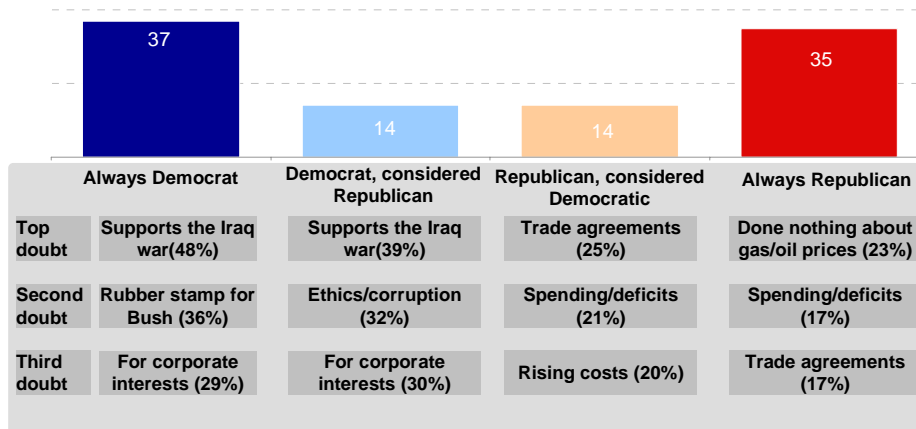 37
14
14
35
Always Democrat
Democrat, considered
Republican
Republican, considered
Democratic
Always Republican
Top
doubt
Supports the Iraq
war(48%)
Supports the Iraq
war(39%)
Trade agreements
(25%)
Done nothing about
gas/oil prices (23%)
Second
doubt
Rubber stamp for
Bush (36%)
Ethics/corruption
(32%)
Spending/deficits
(21%)
Spending/deficits
(17%)
Third
doubt
For corporate
interests (29%)
For corporate
interests (30%)
Rising costs (20%)
Trade agreements
(17%)